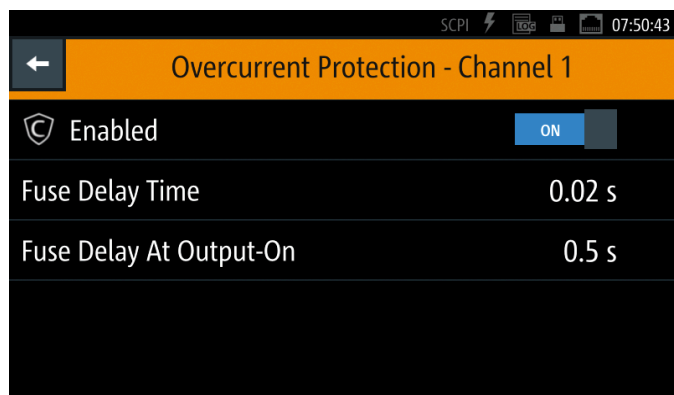 SCPI LOG 07:50:43
Overcurrent Protection - Channel 1
C Enabled ON
Fuse Delay Time 0.02 s
Fuse Delay At Output-On 0.5 s